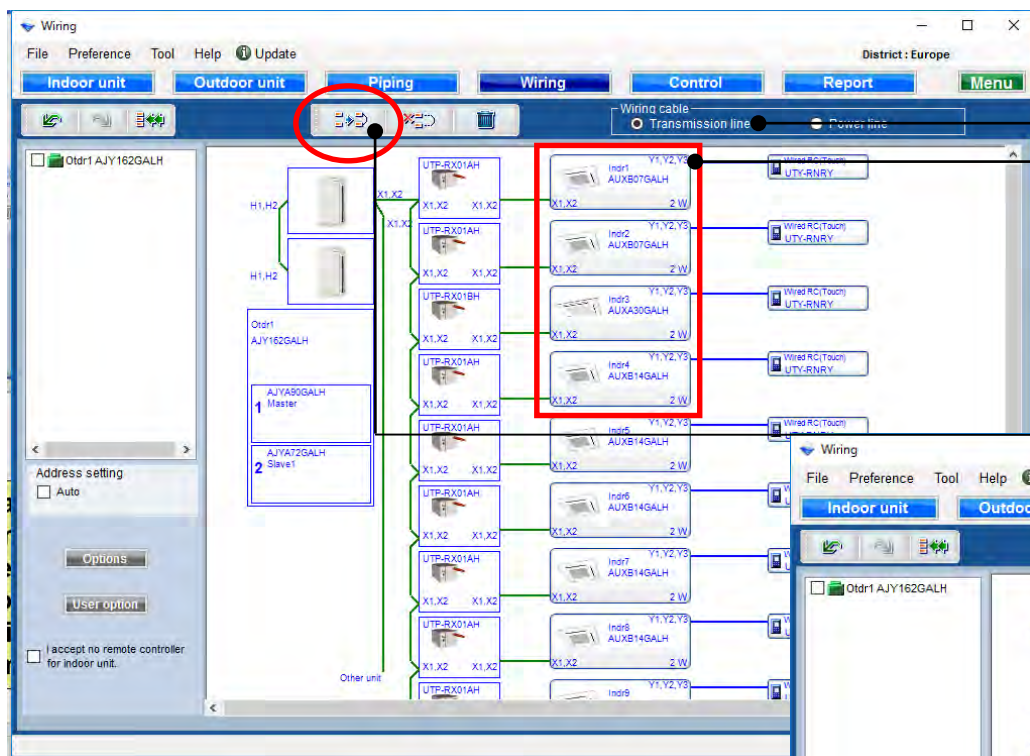 Wiring
File Preference Tool Help Update
District : Europe
Indoor unit Outdoor unit Piping Wiring Control Report Menu
Wiring cable
Transmission line Power line
Otdr1 AJY162GALH
H1,H2
H1,H2
X1,X2
X1,X2
Otdr1
AJY162GALH
AJYA90GALH
1 Master
AJYA72GALH
2 Slave1
Other unit
UTP-RX01AH
X1,X2 X1,X2
Indr1 Y1,Y2,Y3
AUXB07GALH
X1,X2 2 W
Wired RC(Touch)
UTY-RNRY
UTP-RX01AH
X1,X2 X1,X2
Indr2 Y1,Y2,Y3
AUXB07GALH
X1,X2 2 W
Wired RC(Touch)
UTY-RNRY
UTP-RX01BH
X1,X2 X1,X2
Indr3 Y1,Y2,Y3
AUXA30GALH
X1,X2 2 W
Wired RC(Touch)
UTY-RNRY
UTP-RX01AH
X1,X2 X1,X2
Indr4 Y1,Y2,Y3
AUXB14GALH
X1,X2 2 W
Wired RC(Touch)
UTY-RNRY
UTP-RX01AH
X1,X2 X1,X2
Indr5 Y1,Y2,Y3
AUXB14GALH
X1,X2 2 W
Wired RC(Touch)
UTY-RNRY
UTP-RX01AH
X1,X2 X1,X2
Indr6 Y1,Y2,Y3
AUXB14GALH
X1,X2 2 W
UTP-RX01AH
X1,X2 X1,X2
Indr7 Y1,Y2,Y3
AUXB14GALH
X1,X2 2 W
UTP-RX01AH
X1,X2 X1,X2
Indr8 Y1,Y2,Y3
AUXB14GALH
X1,X2 2 W
UTP-RX01AH
Indr9 Y1,Y2,Y3
Address setting
Auto
Options
User option
I accept no remote controller
for indoor unit.
Wiring
File Preference Tool Help
Indoor unit Outdoo
Otdr1 AJY162GALH